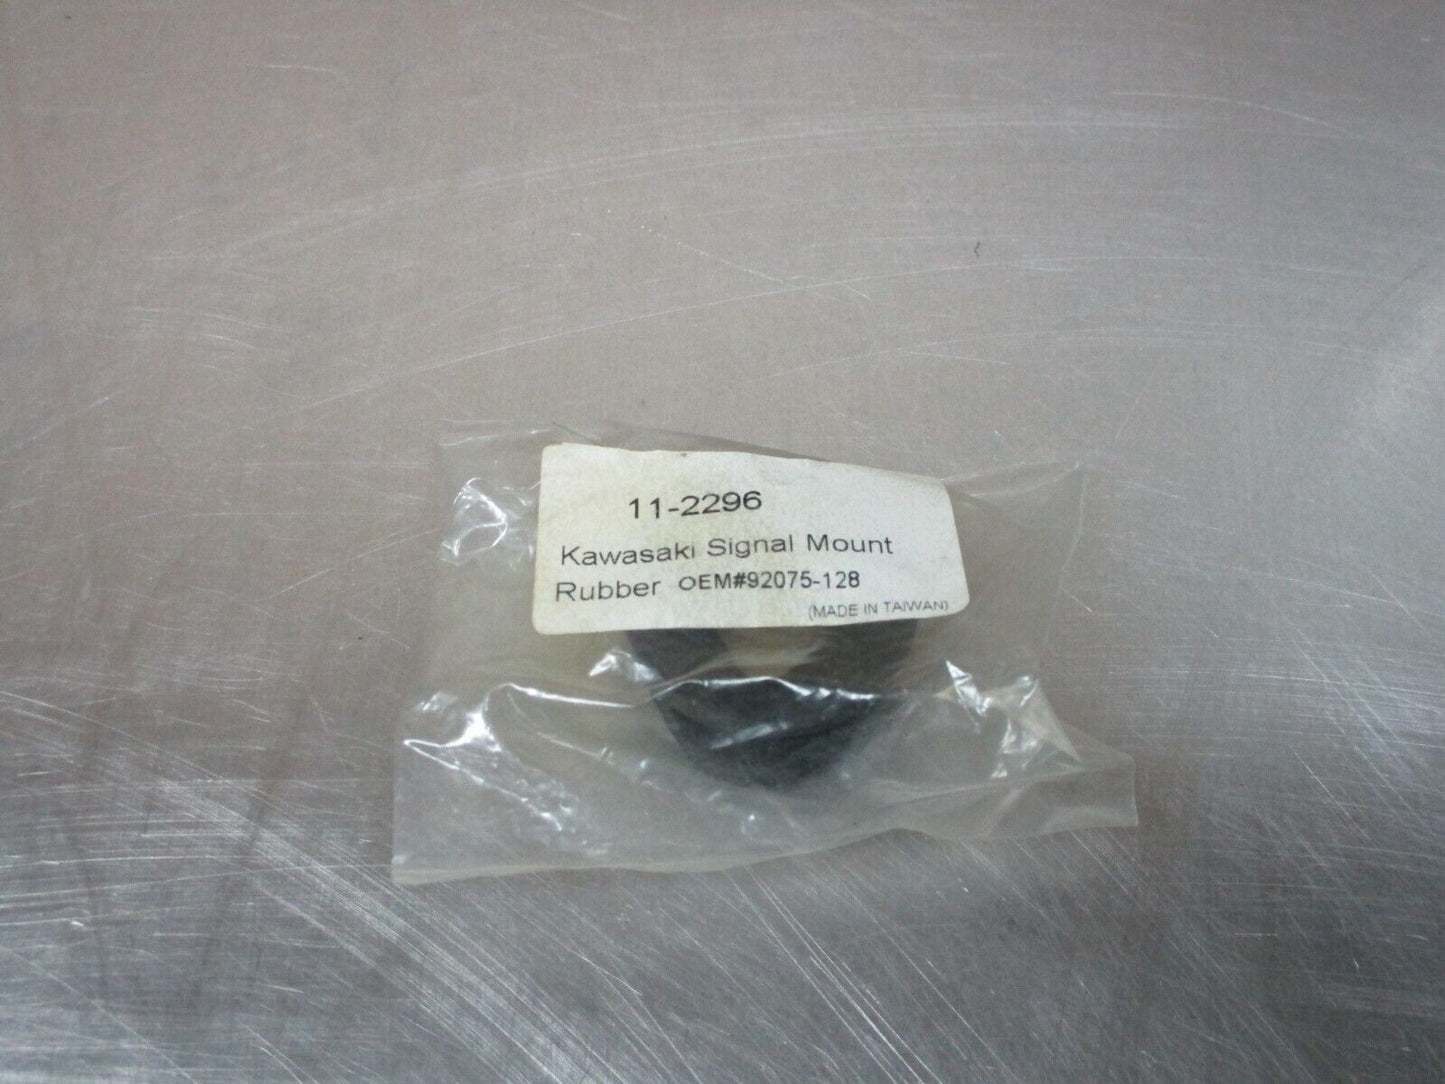 11-2296
Kawasaki Signal Mount
Rubber OEM#92075-128
(MADE IN TAIWAN)